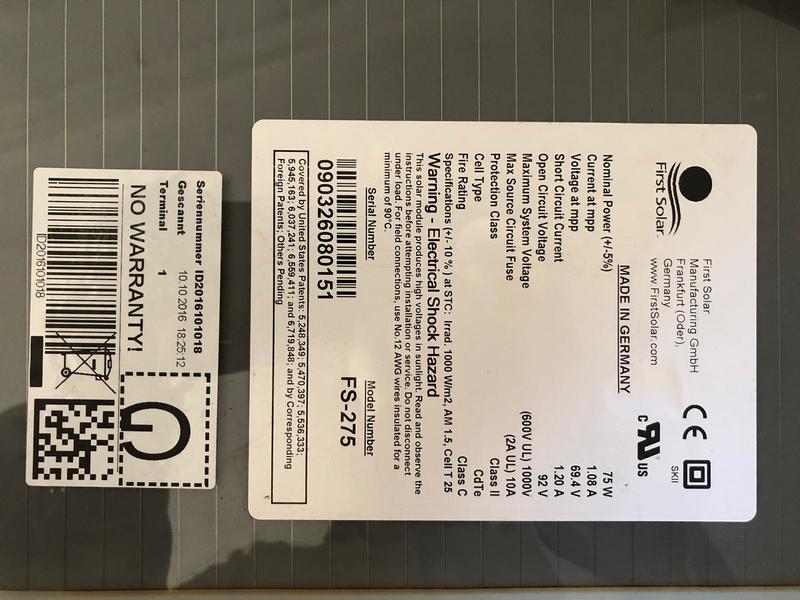 First Solar.
First Solar
Manufacturing GmbH
Frankfurt (Oder),
Germany
www.FirstSolar.com
CE
SKII
MADE IN GERMANY
c RU US
Nominal Power (+/-5%) 75 W
Current at mpp 1.08 A
Voltage at mpp 69.4 V
Short Circuit Current 1.20 A
Open Circuit Voltage 92 V
Maximum System Voltage (600V UL) 1000V
Max Source Circuit Fuse (2A UL) 10A
Protection Class Class II
Cell Type CdTe
Fire Rating Class C
Specifications (+/-10%) at STC: Irrad. 1000 W/m2, AM 1.5, Cell T 25
Warning - Electrical Shock Hazard
This solar module produces high voltages in sunlight. Read and observe the
instructions before attempting installation or service. Do not disconnect
under load. For field connections, use No.12 AWG wires insulated for a
minimum of 90°C.
Serial Number Model Number
090326080151 FS-275
Covered by United States Patents: 5,248,349; 5,470,397; 5,536,333;
5,945,163; 6,037,241; 6,559,411; and 6,719,848; and by Corresponding
Foreign Patents; Others Pending
Seriennummer ID2016101018
Gescannt 10.10.2016 18:25:12
Terminal 1
NO WARRANTY!
G
ID2016101018